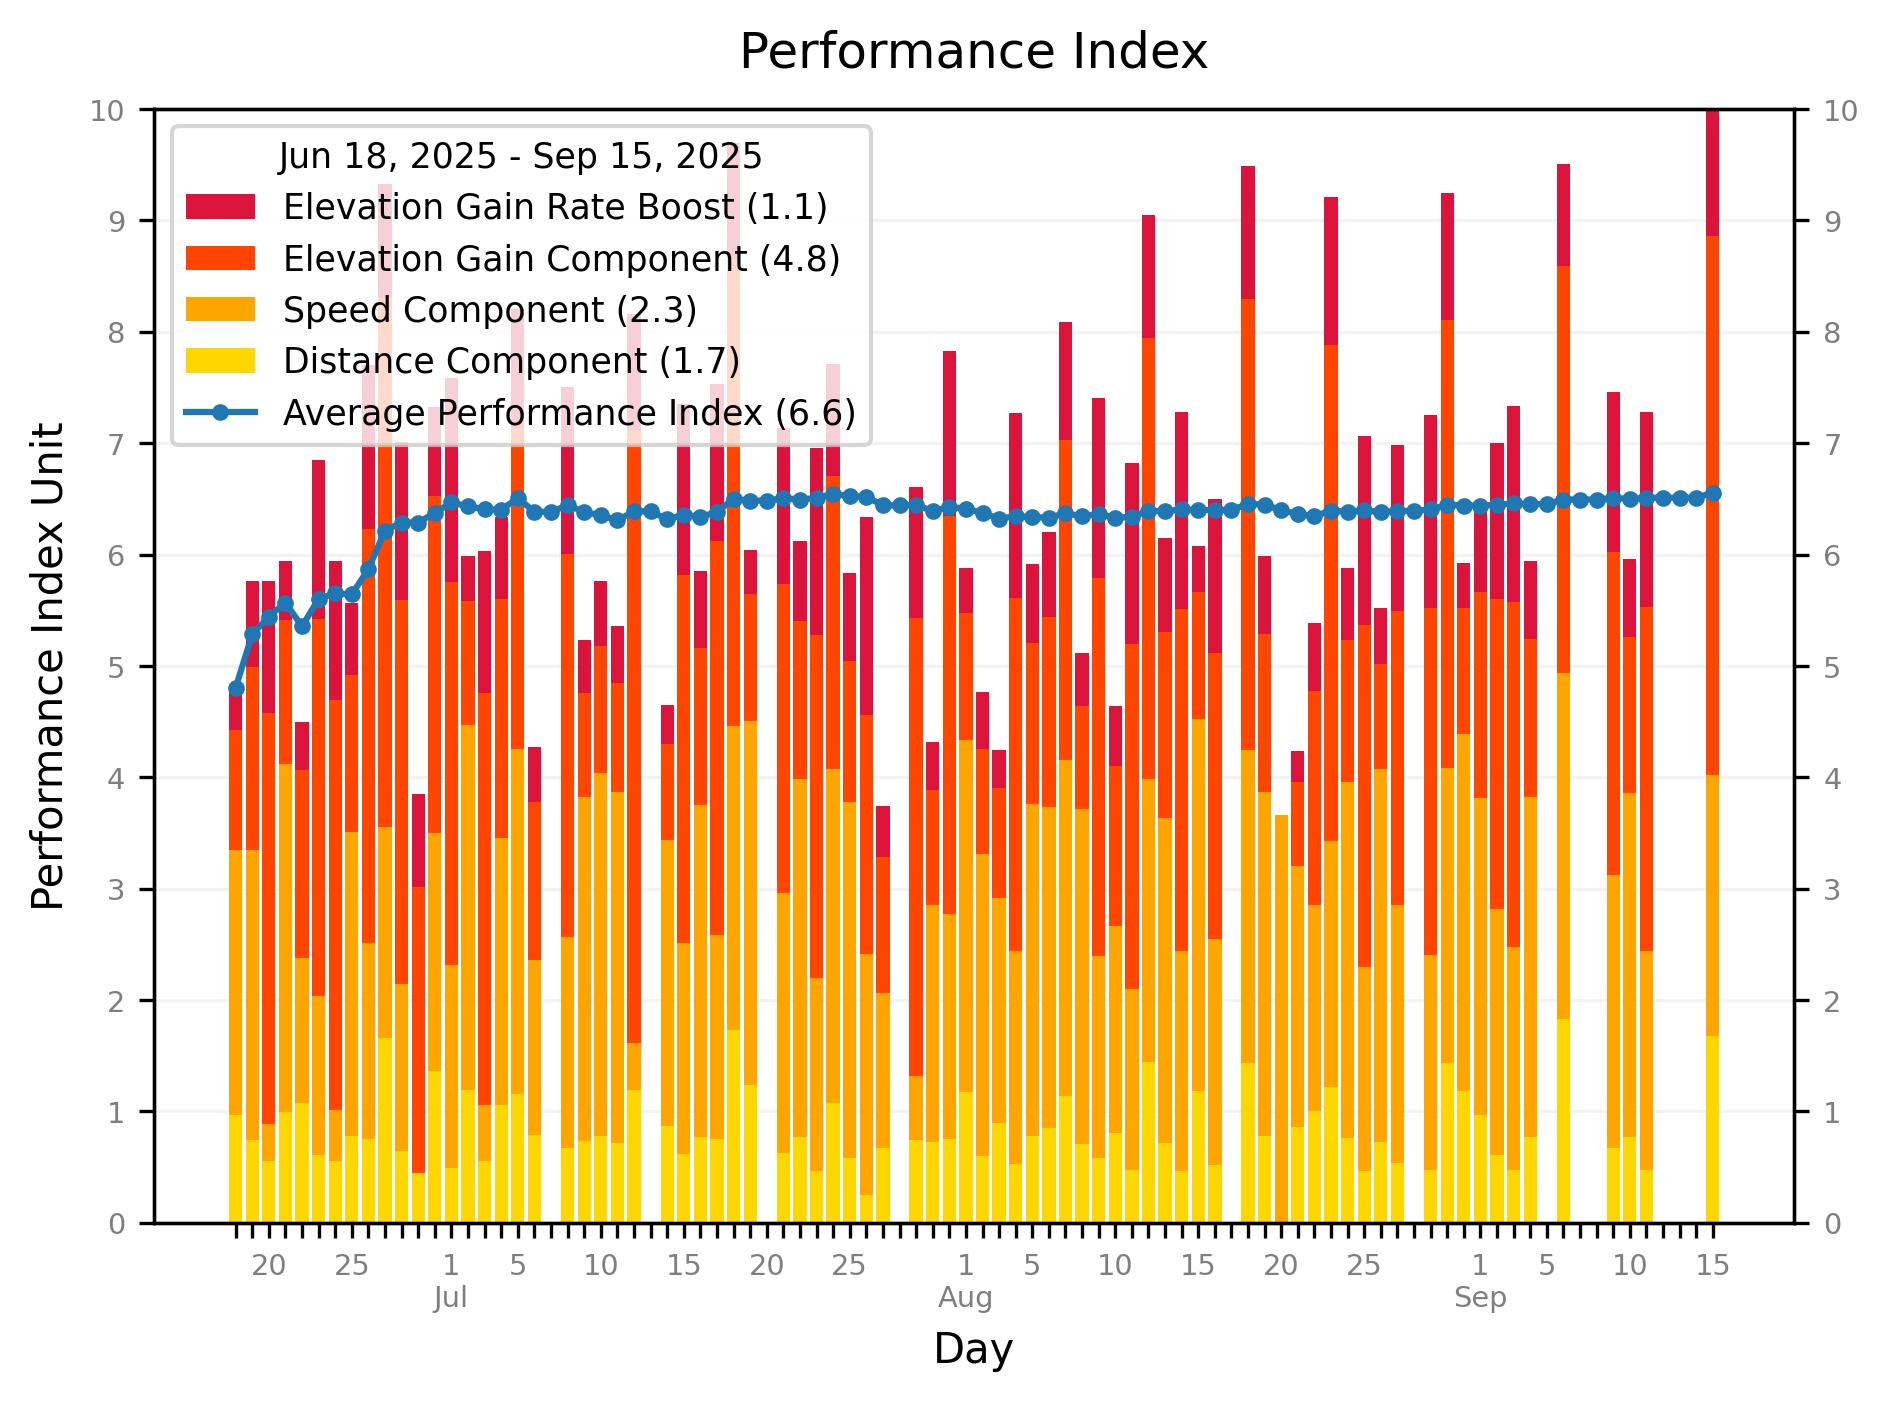 Performance Index
Jun 18, 2025 - Sep 15, 2025
Elevation Gain Rate Boost (1.1)
Elevation Gain Component (4.8)
Speed Component (2.3)
Distance Component (1.7)
Average Performance Index (6.6)
Performance Index Unit
10 10
9 9
8 8
7 7
6 6
5 5
4 4
3 3
2 2
1 1
0 0
20 25 1 5 10 15 20 25 1 5 10 15 20 25 1 5 10 15
Jul Aug Sep
Day